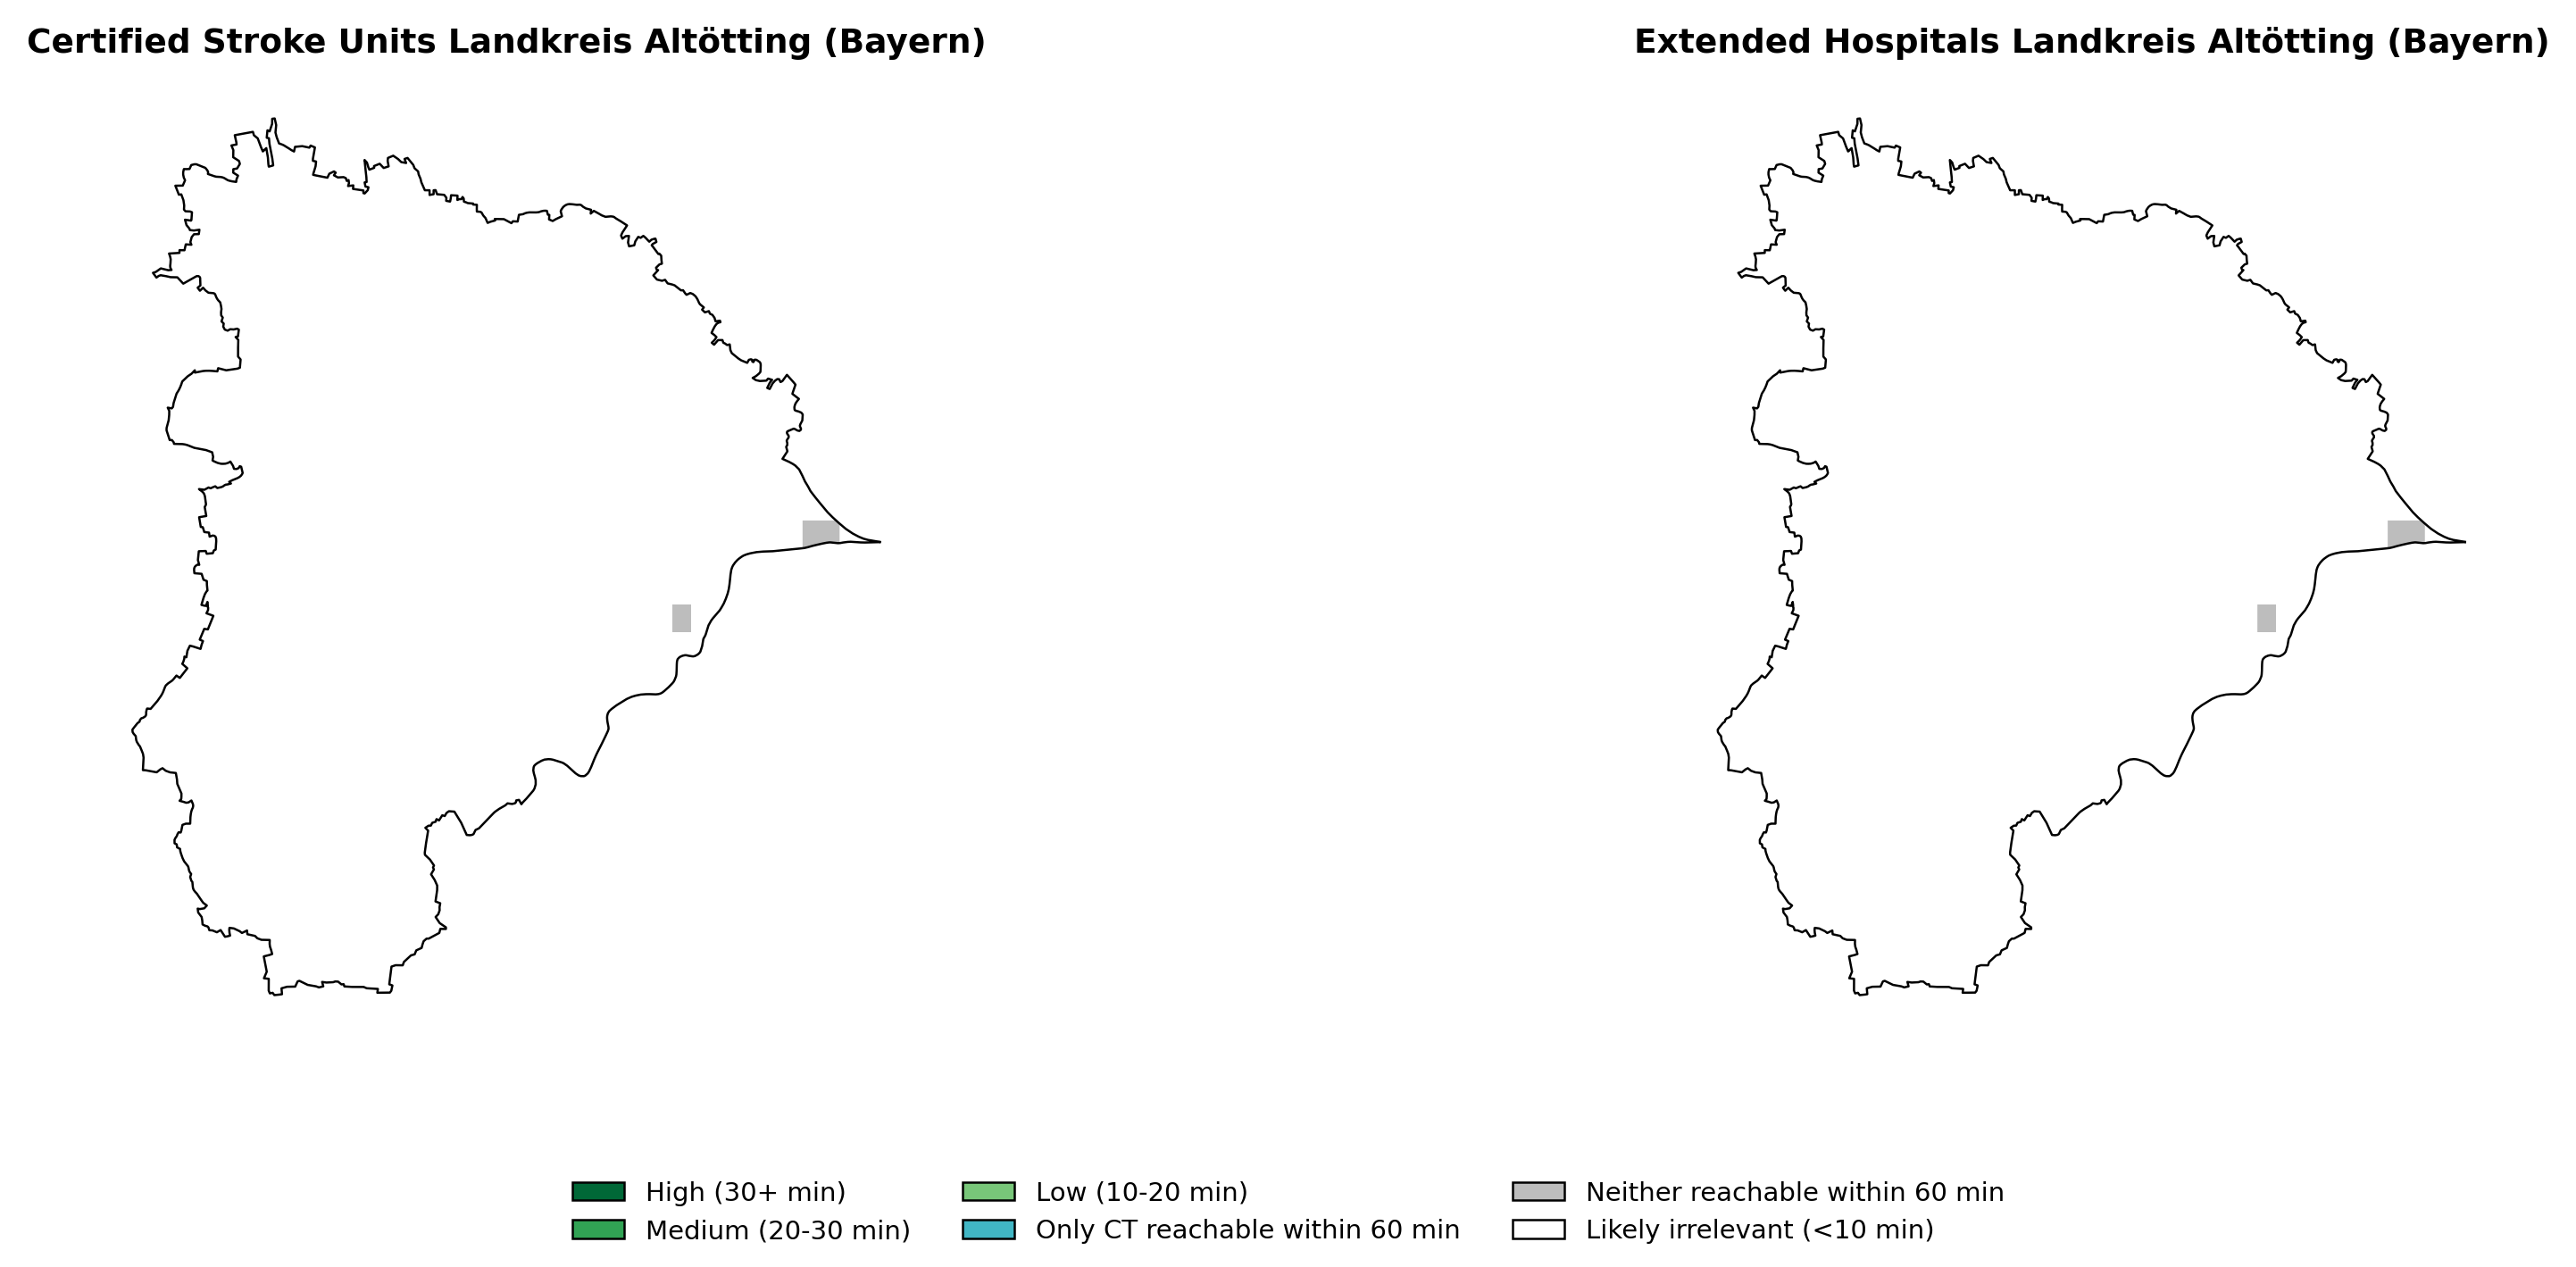 Certified Stroke Units Landkreis Altötting (Bayern)
Extended Hospitals Landkreis Altötting (Bayern)
High (30+ min)
Medium (20-30 min)
Low (10-20 min)
Only CT reachable within 60 min
Neither reachable within 60 min
Likely irrelevant (<10 min)